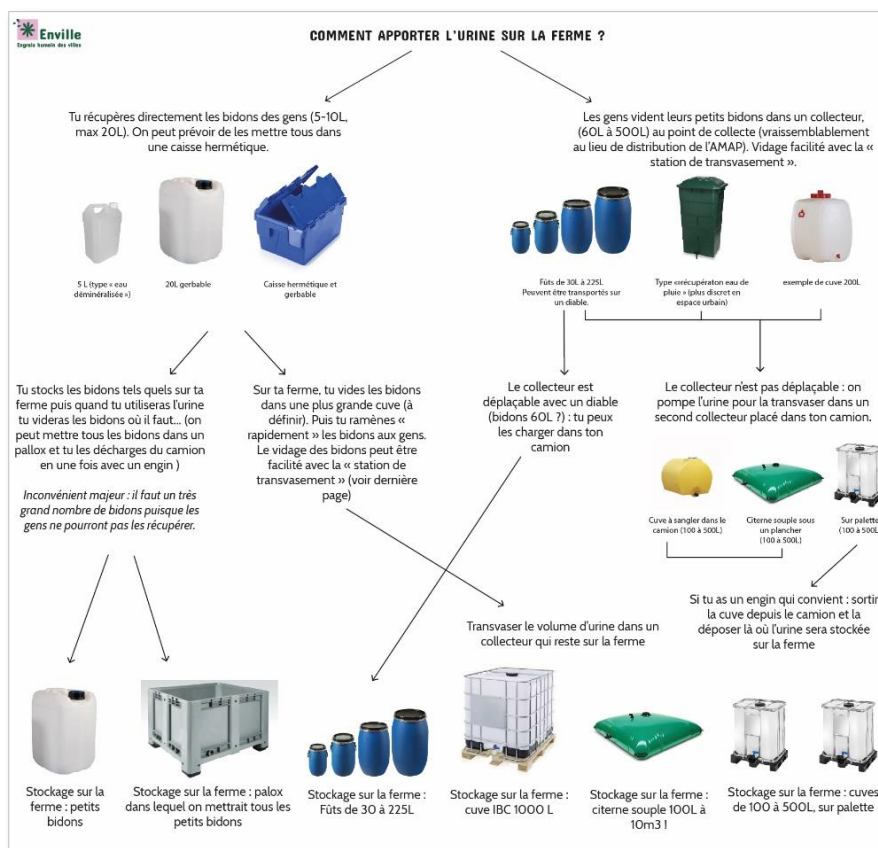 Enville
Engrais humain des villes
COMMENT APPORTER L'URINE SUR LA FERME ?
Tu récupères directement les bidons des gens (5-10L,
max 20L). On peut prévoir de les mettre tous dans
une caisse hermétique.
Les gens vident leurs petits bidons dans un collecteur,
(60L à 500L) au point de collecte (vraissemblablement
au lieu de distribution de l'AMAP). Vidage facilité avec la «
station de transvasement ».
5 L (type « eau
déminéralisée »)
20L gerbable
Caisse hermétique et
gerbable
Fûts de 30L à 225L
Peuvent être transportés sur
un diable.
Type «récupératon eau de
pluie » (plus discret en
espace urbain)
exemple de cuve 200L
Tu stocks les bidons tels quels sur ta
ferme puis quand tu utiliseras l'urine
tu videras les bidons où il faut... (on
peut mettre tous les bidons dans un
pallox et tu les décharges du camion
en une fois avec un engin )
Inconvénient majeur : il faut un très
grand nombre de bidons puisque les
gens ne pourront pas les récupérer.
Sur ta ferme, tu vides les bidons
dans une plus grande cuve (à
définir). Puis tu ramènes «
rapidement » les bidons aux gens.
Le vidage des bidons peut être
facilité avec la « station de
transvasement » (voir dernière
page)
Le collecteur est
déplaçable avec un diable
(bidons 60L ?) : tu peux
les charger dans ton
camion
Le collecteur n'est pas déplaçable : on
pompe l'urine pour la transvaser dans un
second collecteur placé dans ton camion.
Cuve à sangler dans le
camion (100 à 500L)
Citerne souple sous
un plancher
(100 à 500L)
Sur palette
(100 à 500L
Si tu as un engin qui convient : sortir
la cuve depuis le camion et la
déposer là où l'urine sera stockée
sur la ferme
Transvaser le volume d'urine dans un
collecteur qui reste sur la ferme
Stockage sur la
ferme : petits
bidons
Stockage sur la ferme : palox
dans lequel on mettrait tous les
petits bidons
Stockage sur la ferme :
Fûts de 30 à 225L
Stockage sur la ferme :
cuve IBC 1000 L
Stockage sur la ferme :
citerne souple 100L à
10m3 !
Stockage sur la ferme : cuves
de 100 à 500L, sur palette